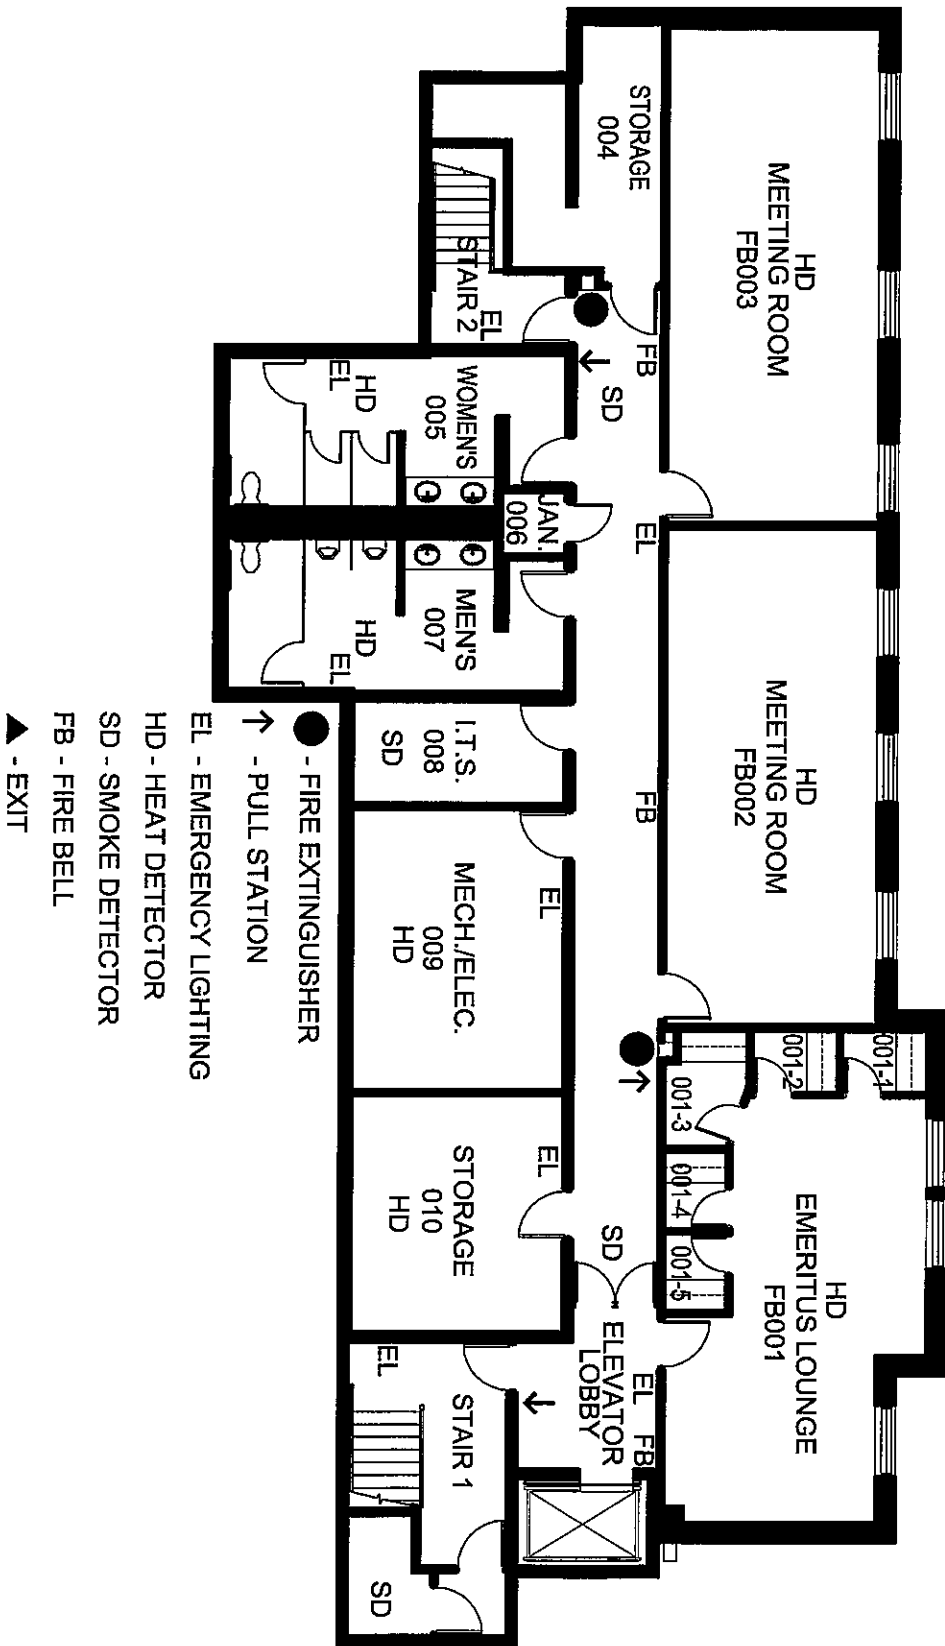 HD
MEETING ROOM
FB003
HD
MEETING ROOM
FB002
HD
EMERITUS LOUNGE
FB001
001-1
001-2
001-3
001-4
001-5
STORAGE
004
FB
SD
EL
FB
SD
EL
FB
ELEVATOR
LOBBY
STAIR 2
EL
WOMEN'S
005
HD
EL
JAN.
006
MEN'S
007
HD
EL
I.T.S.
008
SD
MECH./ELEC.
009
HD
EL
STORAGE
010
HD
EL
STAIR 1
EL
SD
- FIRE EXTINGUISHER
- PULL STATION
EL - EMERGENCY LIGHTING
HD - HEAT DETECTOR
SD - SMOKE DETECTOR
FB - FIRE BELL
- EXIT